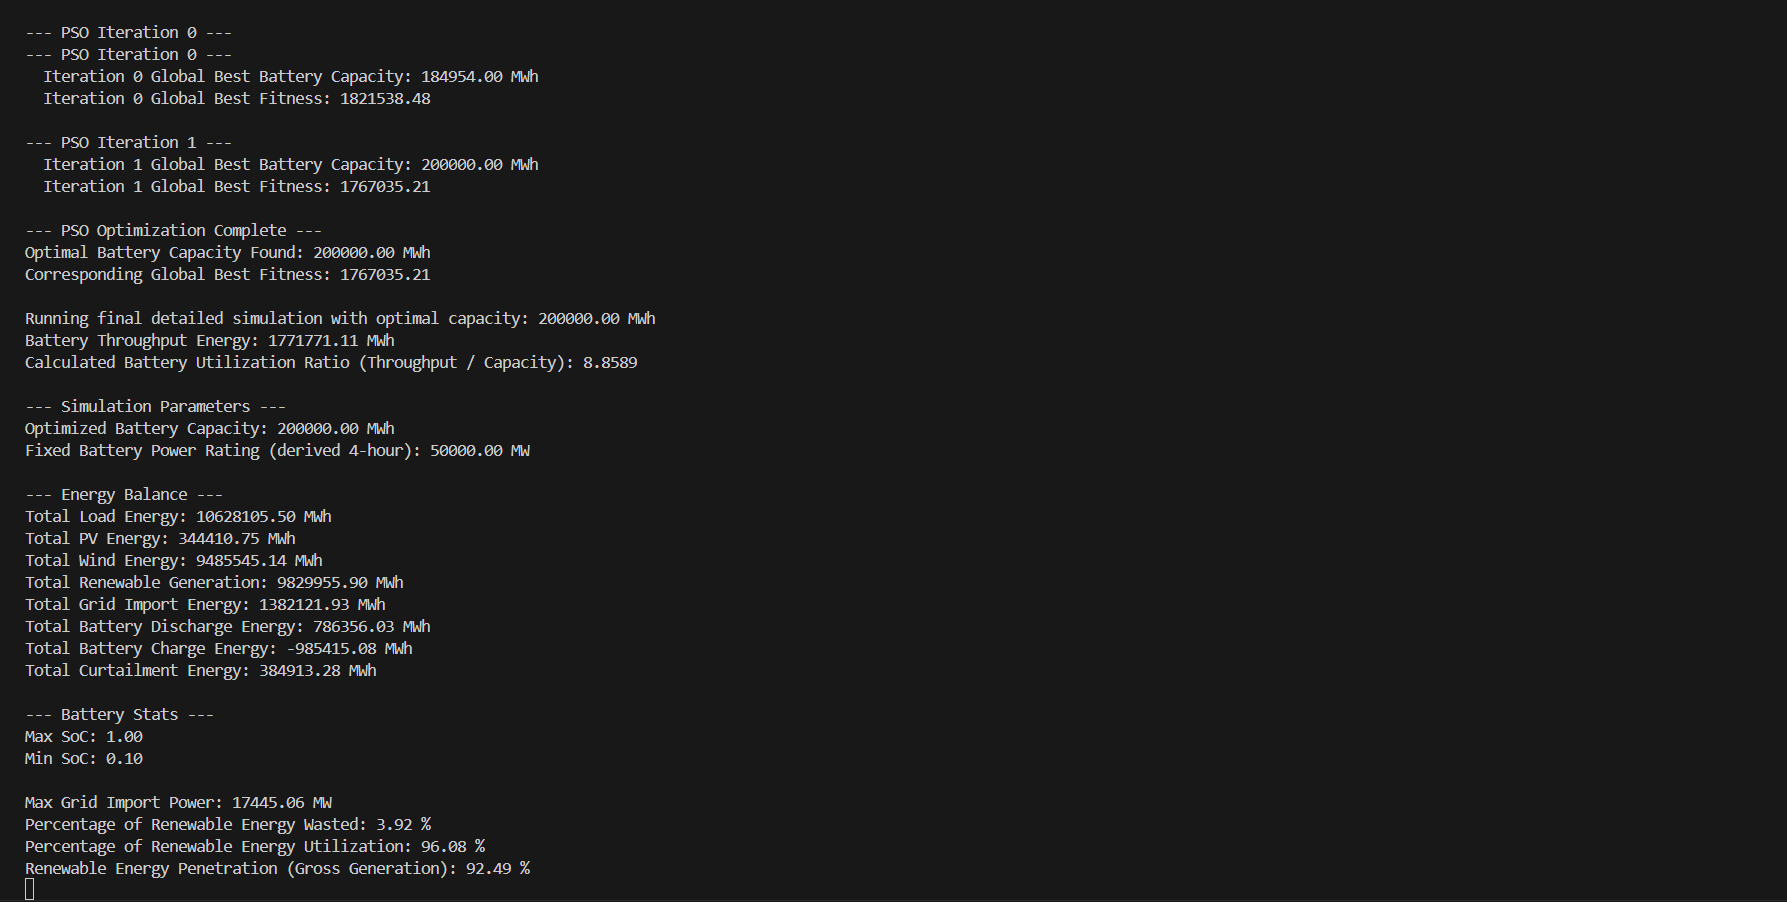 --- PSO Iteration 0 ---
--- PSO Iteration 0 ---
Iteration 0 Global Best Battery Capacity: 184954.00 MWh
Iteration 0 Global Best Fitness: 1821538.48
--- PSO Iteration 1 ---
Iteration 1 Global Best Battery Capacity: 200000.00 MWh
Iteration 1 Global Best Fitness: 1767035.21
--- PSO Optimization Complete ---
Optimal Battery Capacity Found: 200000.00 MWh
Corresponding Global Best Fitness: 1767035.21
Running final detailed simulation with optimal capacity: 200000.00 MWh
Battery Throughput Energy: 1771771.11 MWh
Calculated Battery Utilization Ratio (Throughput / Capacity): 8.8589
--- Simulation Parameters ---
Optimized Battery Capacity: 200000.00 MWh
Fixed Battery Power Rating (derived 4-hour): 50000.00 MW
--- Energy Balance ---
Total Load Energy: 10628105.50 MWh
Total PV Energy: 344410.75 MWh
Total Wind Energy: 9485545.14 MWh
Total Renewable Generation: 9829955.90 MWh
Total Grid Import Energy: 1382121.93 MWh
Total Battery Discharge Energy: 786356.03 MWh
Total Battery Charge Energy: -985415.08 MWh
Total Curtailment Energy: 384913.28 MWh
--- Battery Stats ---
Max SoC: 1.00
Min SoC: 0.10
Max Grid Import Power: 17445.06 MW
Percentage of Renewable Energy Wasted: 3.92 %
Percentage of Renewable Energy Utilization: 96.08 %
Renewable Energy Penetration (Gross Generation): 92.49 %